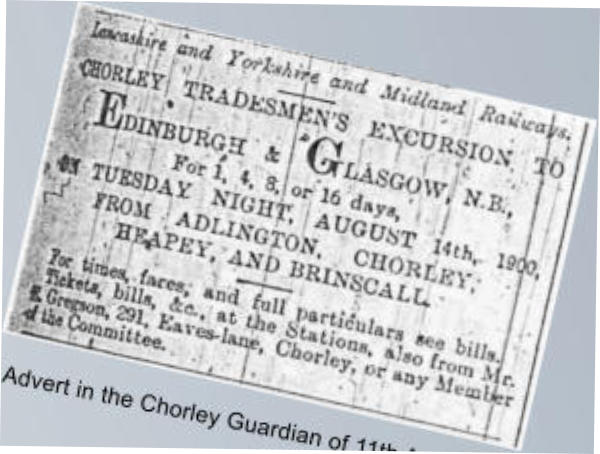 Lancashire and Yorkshire and Midland Railways.
CHORLEY TRADESMEN'S EXCURSION TO
EDINBURGH & GLASGOW, N.B.,
For 1, 4, 8, or 16 days,
ON TUESDAY NIGHT, AUGUST 14th, 1900,
FROM ADLINGTON, CHORLEY,
HEAPEY, AND BRINSCALL.
For times, faces, and full particulars see bills.
Tickets, bills, &c., at the Stations, also from Mr.
Gregson, 291, Eaves-lane, Chorley, or any Member
of the Committee.
Advert in the Chorley Guardian of 11th